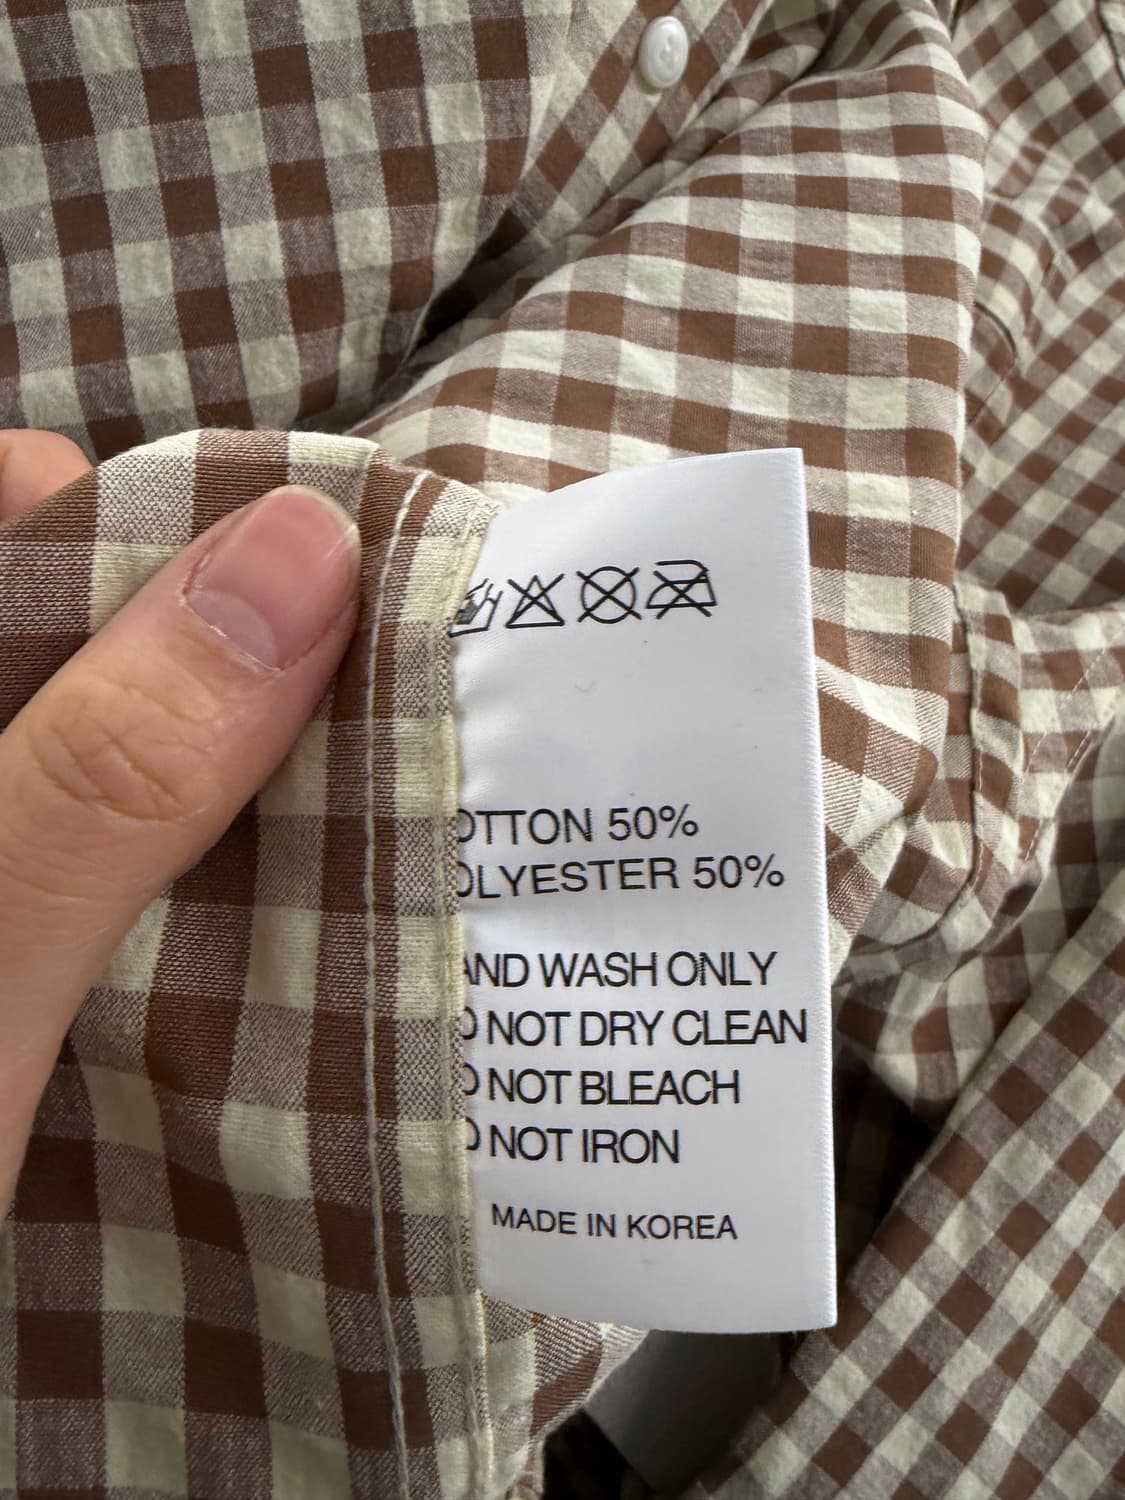 OTTON 50%
OLYESTER 50%
AND WASH ONLY
O NOT DRY CLEAN
O NOT BLEACH
O NOT IRON
MADE IN KOREA